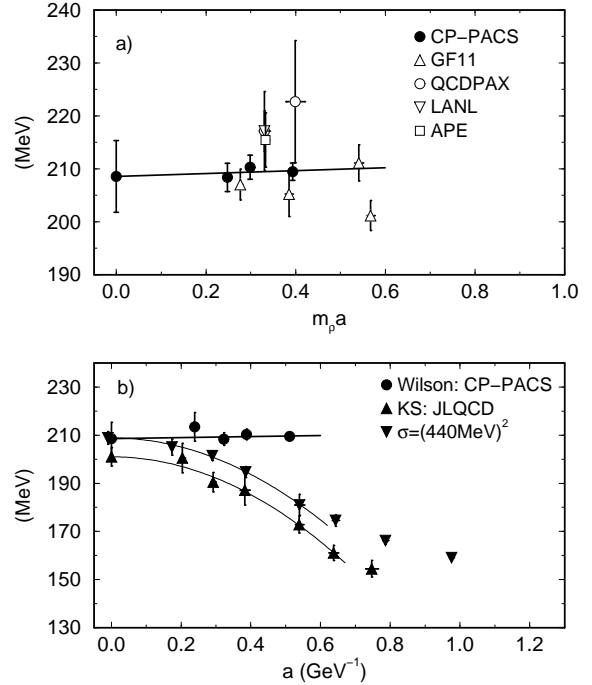 a)
CP−PACS
GF11
QCDPAX
LANL
APE
240
230
220
210
200
190
(MeV)
0.0 0.2 0.4 0.6 0.8 1.0
mρa
b)
Wilson: CP−PACS
KS: JLQCD
σ=(440MeV)²
230
210
190
170
150
130
(MeV)
0.0 0.2 0.4 0.6 0.8 1.0 1.2
a (GeV⁻¹)